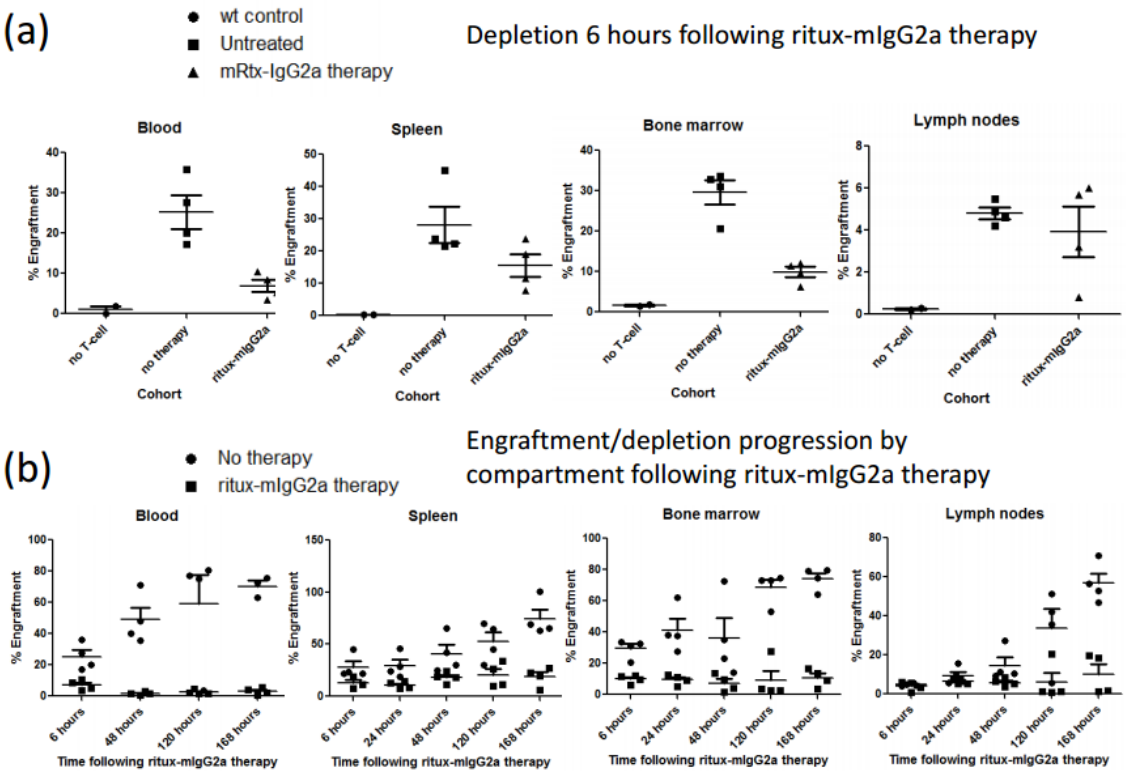 (a)
wt control
Untreated
mRtx-IgG2a therapy
Depletion 6 hours following ritux-mIgG2a therapy
Blood
% Engraftment
40
30
20
10
0
no T-cell
no therapy
ritux-mIgG2a
Cohort
Spleen
% Engraftment
50
40
30
20
10
0
no T-cell
no therapy
ritux-mIgG2a
Cohort
Bone marrow
% Engraftment
40
30
20
10
0
no T-cell
no therapy
ritux-mIgG2a
Cohort
Lymph nodes
% Engraftment
8
6
4
2
0
no T-cell
no therapy
ritux-mIgG2a
Cohort
(b)
No therapy
ritux-mIgG2a therapy
Engraftment/depletion progression by
compartment following ritux-mIgG2a therapy
Blood
% Engraftment
100
80
60
40
20
0
6 hours
48 hours
120 hours
168 hours
Time following ritux-mIgG2a therapy
Spleen
% Engraftment
150
100
50
0
6 hours
24 hours
48 hours
120 hours
168 hours
Time following ritux-mIgG2a therapy
Bone marrow
% Engraftment
100
80
60
40
20
0
6 hours
24 hours
48 hours
120 hours
168 hours
Time following ritux-mIgG2a therapy
Lymph nodes
% Engraftment
80
60
40
20
0
6 hours
24 hours
48 hours
120 hours
168 hours
Time following ritux-mIgG2a therapy